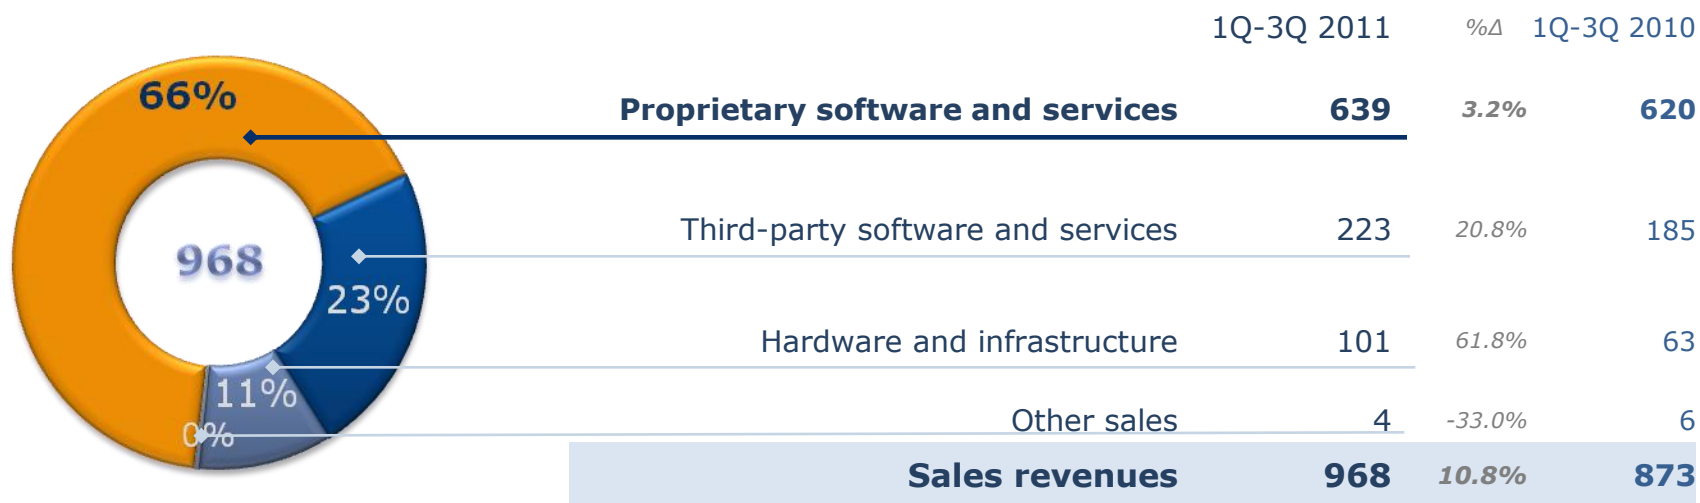 1Q-3Q 2011 %Δ 1Q-3Q 2010
66%
Proprietary software and services 639 3.2% 620
Third-party software and services 223 20.8% 185
968
23%
Hardware and infrastructure 101 61.8% 63
11%
Other sales 4 -33.0% 6
0%
Sales revenues 968 10.8% 873